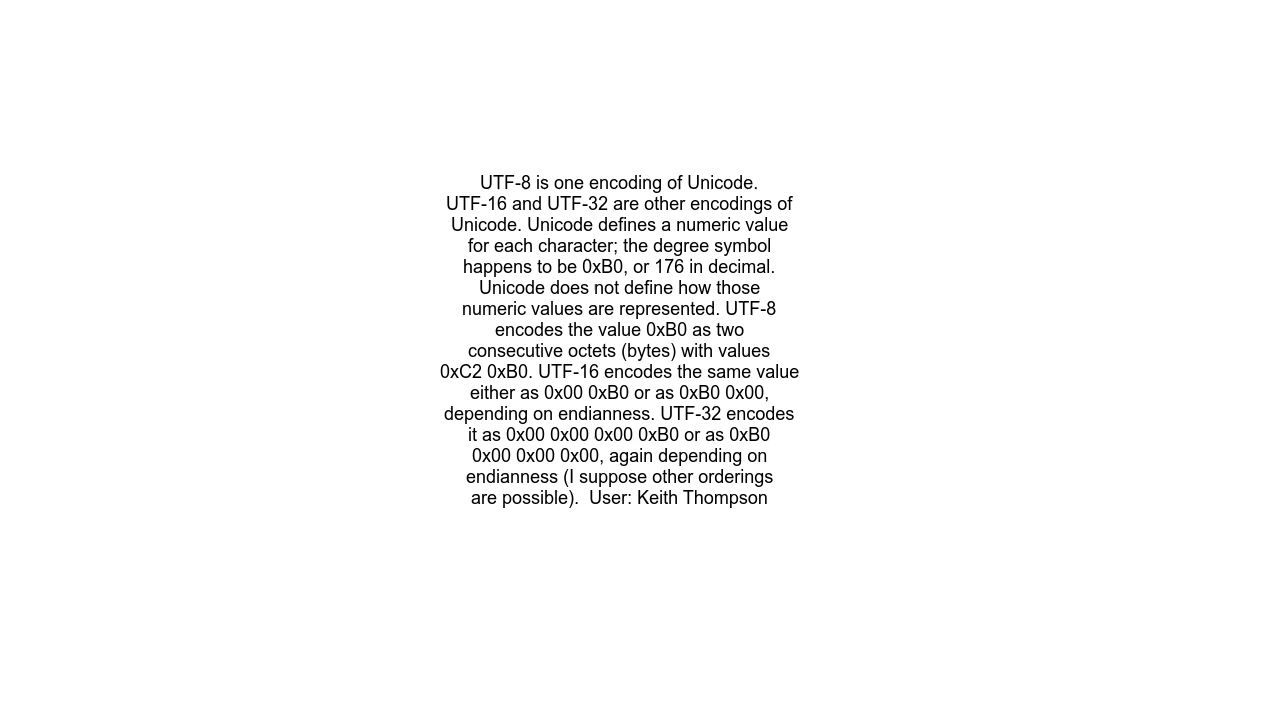 UTF-8 is one encoding of Unicode.
UTF-16 and UTF-32 are other encodings of
Unicode. Unicode defines a numeric value
for each character; the degree symbol
happens to be 0xB0, or 176 in decimal.
Unicode does not define how those
numeric values are represented. UTF-8
encodes the value 0xB0 as two
consecutive octets (bytes) with values
0xC2 0xB0. UTF-16 encodes the same value
either as 0x00 0xB0 or as 0xB0 0x00,
depending on endianness. UTF-32 encodes
it as 0x00 0x00 0x00 0xB0 or as 0xB0
0x00 0x00 0x00, again depending on
endianness (I suppose other orderings
are possible).  User: Keith Thompson